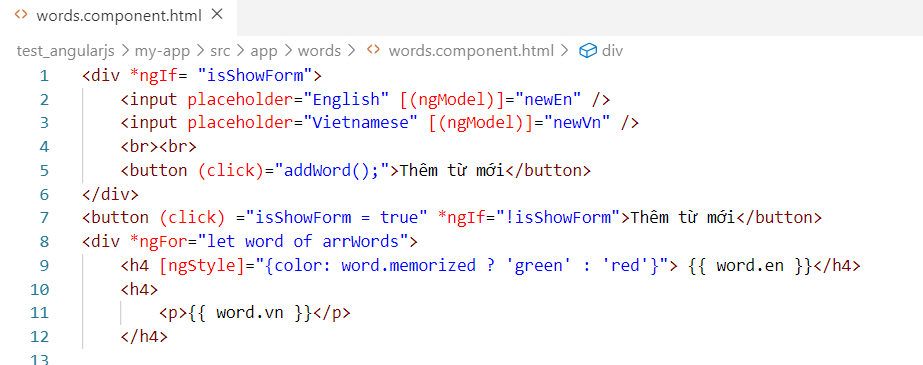 <> words.component.html ×
test_angularjs > my-app > src > app > words > <> words.component.html > div
1 <div *ngIf= "isShowForm">
2 <input placeholder="English" [(ngModel)]="newEn" />
3 <input placeholder="Vietnamese" [(ngModel)]="newVn" />
4 <br><br>
5 <button (click)="addWord();">Thêm từ mới</button>
6 </div>
7 <button (click) ="isShowForm = true" *ngIf="!isShowForm">Thêm từ mới</button>
8 <div *ngFor="let word of arrWords">
9 <h4 [ngStyle]="{color: word.memorized ? 'green' : 'red'}"> {{ word.en }}</h4>
10 <h4>
11 <p>{{ word.vn }}</p>
12 </h4>
13